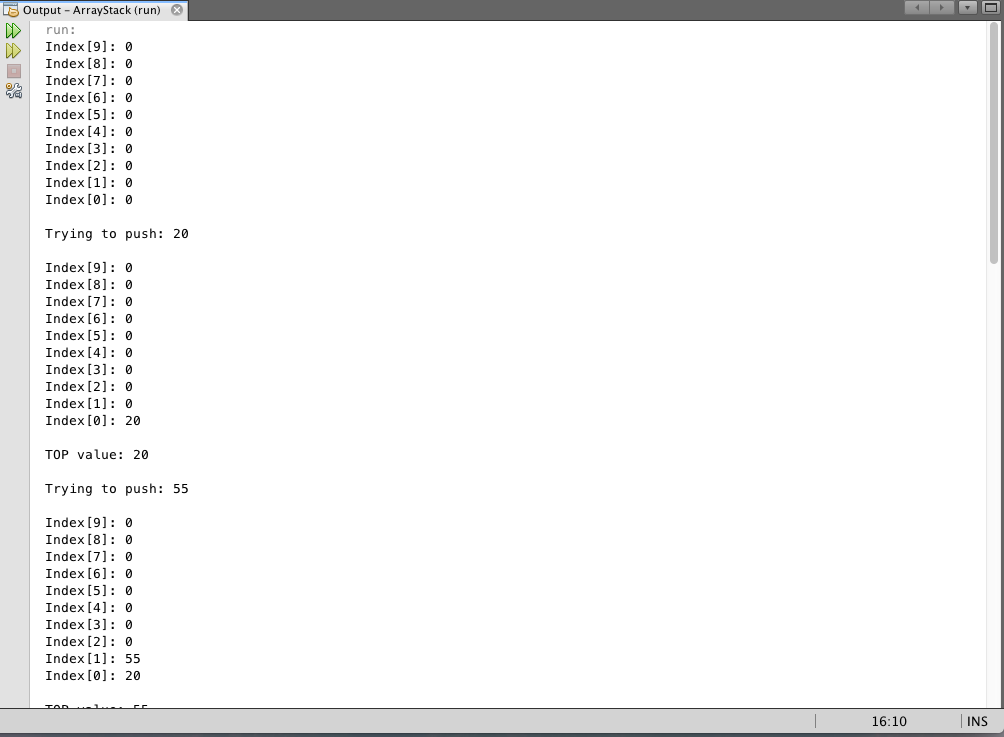 Output – ArrayStack (run)
run:
Index[9]: 0
Index[8]: 0
Index[7]: 0
Index[6]: 0
Index[5]: 0
Index[4]: 0
Index[3]: 0
Index[2]: 0
Index[1]: 0
Index[0]: 0
Trying to push: 20
Index[9]: 0
Index[8]: 0
Index[7]: 0
Index[6]: 0
Index[5]: 0
Index[4]: 0
Index[3]: 0
Index[2]: 0
Index[1]: 0
Index[0]: 20
TOP value: 20
Trying to push: 55
Index[9]: 0
Index[8]: 0
Index[7]: 0
Index[6]: 0
Index[5]: 0
Index[4]: 0
Index[3]: 0
Index[2]: 0
Index[1]: 55
Index[0]: 20
TOP value: 55
16:10 INS